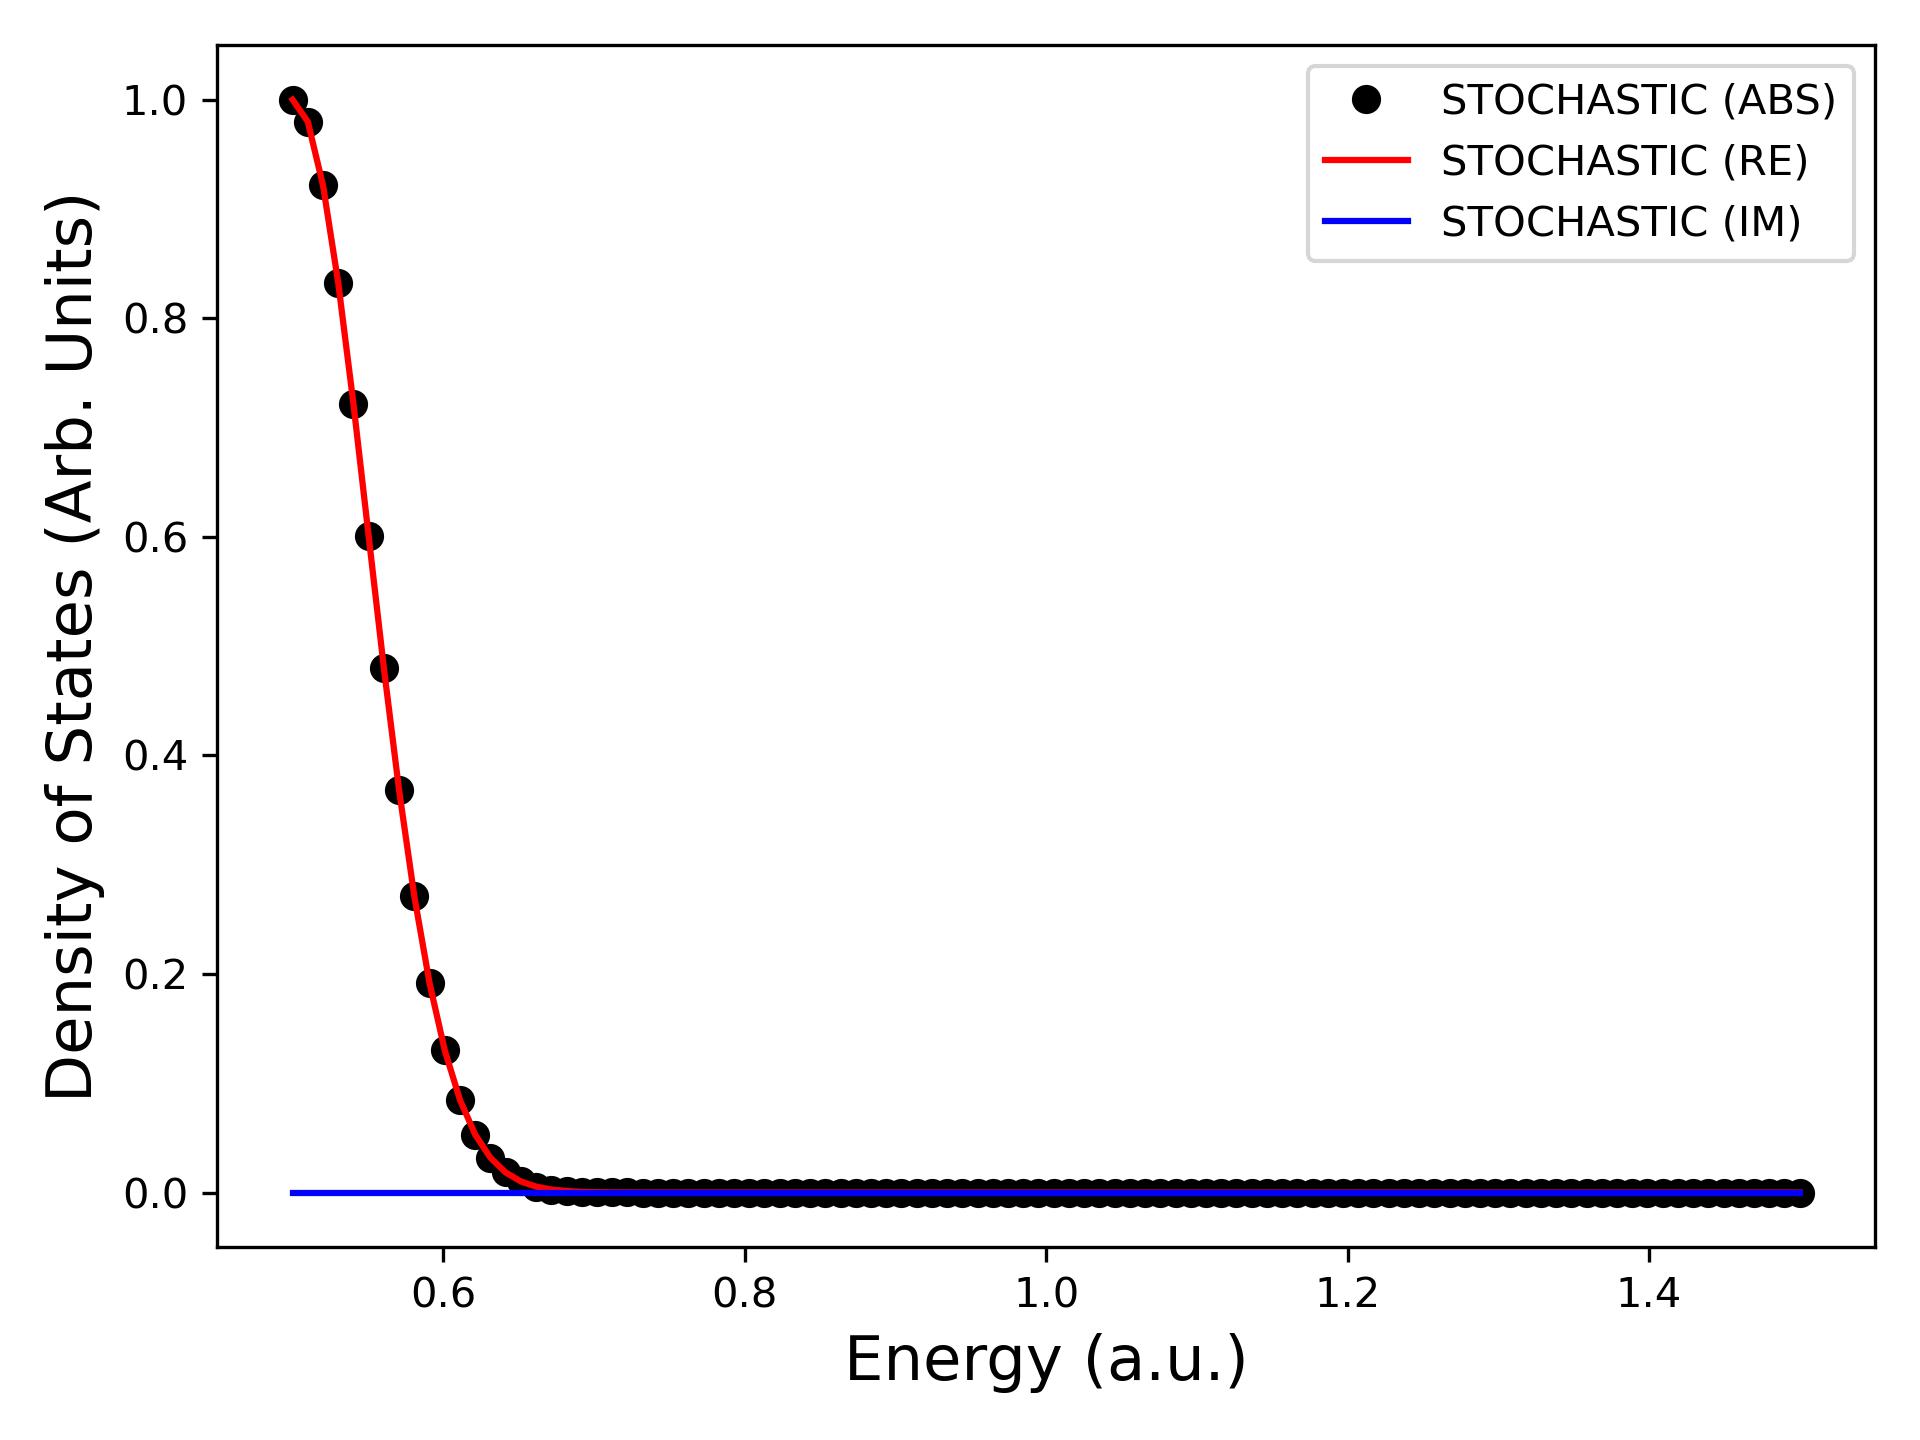 STOCHASTIC (ABS)
STOCHASTIC (RE)
STOCHASTIC (IM)
Density of States (Arb. Units)
1.0
0.8
0.6
0.4
0.2
0.0
0.6 0.8 1.0 1.2 1.4
Energy (a.u.)